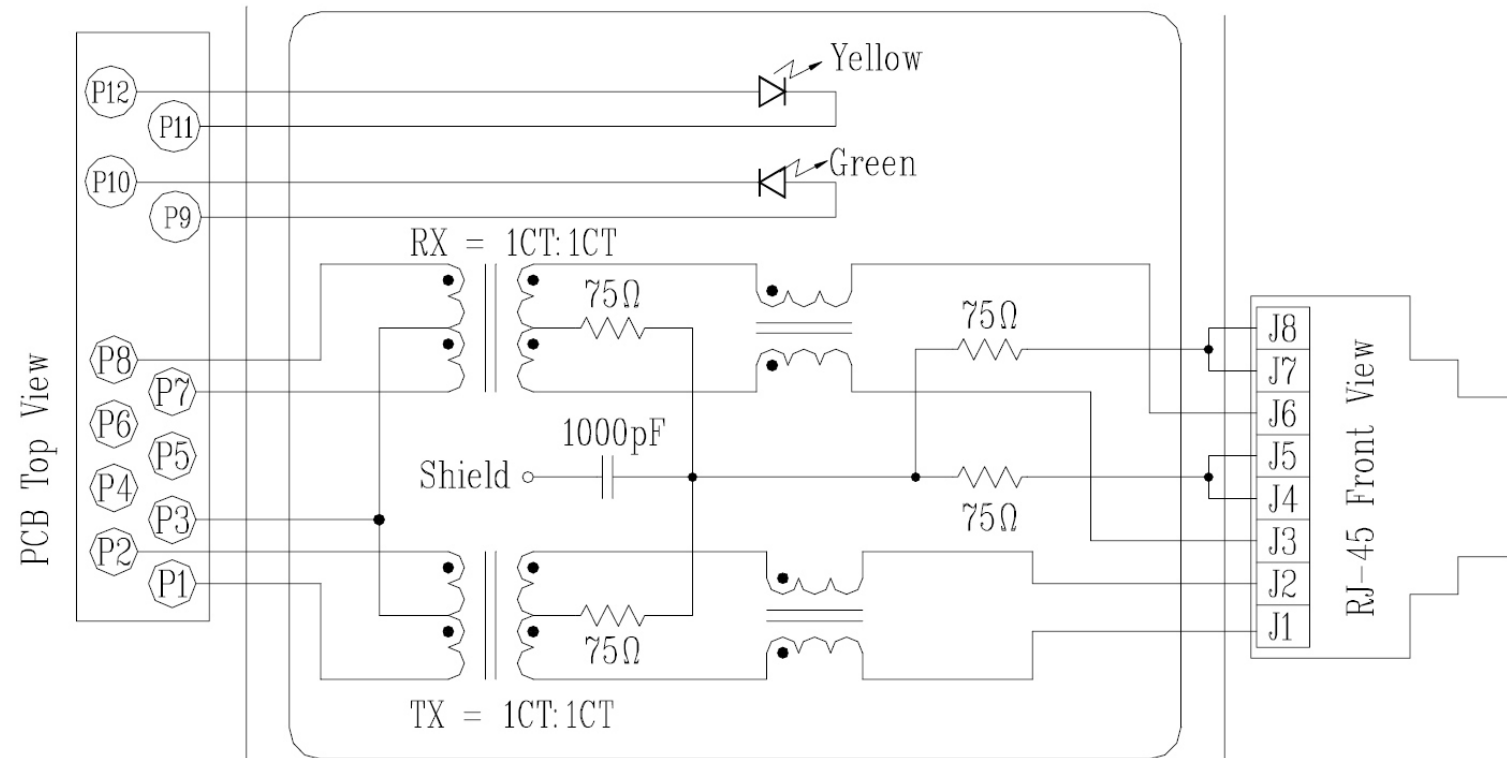 Yellow
P12
P11
Green
P10
P9
RX = 1CT:1CT
75Ω
75Ω
P8
P7
P6
P5
P4
P3
P2
P1
PCB Top View
1000pF
Shield
75Ω
75Ω
TX = 1CT:1CT
J8
J7
J6
J5
J4
J3
J2
J1
RJ-45 Front View